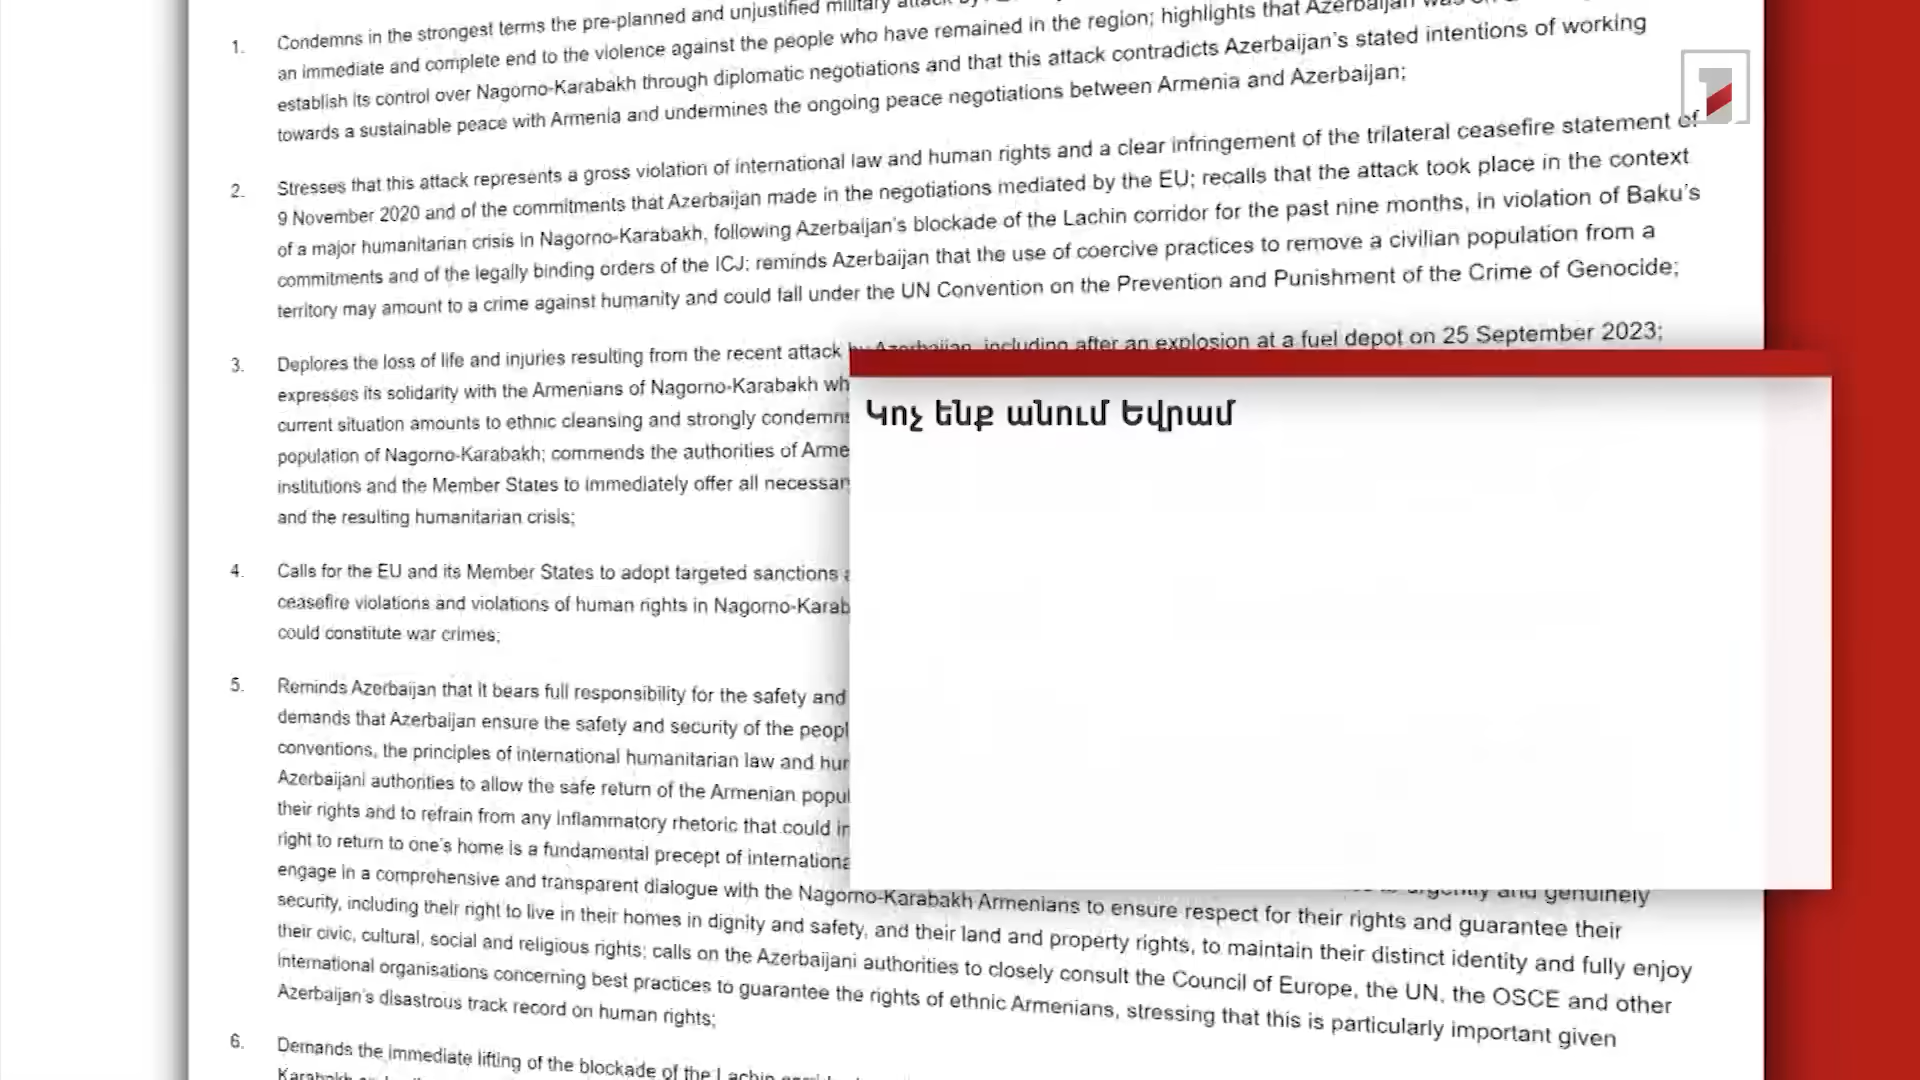 1. Condemns in the strongest terms the pre-planned and unjustified military attack
an immediate and complete end to the violence against the people who have remained in the region; highlights that Azerbaijan was
establish its control over Nagorno-Karabakh through diplomatic negotiations and that this attack contradicts Azerbaijan's stated intentions of working
towards a sustainable peace with Armenia and undermines the ongoing peace negotiations between Armenia and Azerbaijan;
2. Stresses that this attack represents a gross violation of international law and human rights and a clear infringement of the trilateral ceasefire statement of
9 November 2020 and of the commitments that Azerbaijan made in the negotiations mediated by the EU; recalls that the attack took place in the context
of a major humanitarian crisis in Nagorno-Karabakh, following Azerbaijan's blockade of the Lachin corridor for the past nine months, in violation of Baku's
commitments and of the legally binding orders of the ICJ; reminds Azerbaijan that the use of coercive practices to remove a civilian population from a
territory may amount to a crime against humanity and could fall under the UN Convention on the Prevention and Punishment of the Crime of Genocide;
3. Deplores the loss of life and injuries resulting from the recent attack by Azerbaijan, including after an explosion at a fuel depot on 25 September 2023;
expresses its solidarity with the Armenians of Nagorno-Karabakh wh
current situation amounts to ethnic cleansing and strongly condemns
population of Nagorno-Karabakh; commends the authorities of Arme
institutions and the Member States to immediately offer all necessar
and the resulting humanitarian crisis;
4. Calls for the EU and its Member States to adopt targeted sanctions
ceasefire violations and violations of human rights in Nagorno-Karab
could constitute war crimes;
5. Reminds Azerbaijan that it bears full responsibility for the safety and
demands that Azerbaijan ensure the safety and security of the peopl
conventions, the principles of international humanitarian law and hur
Azerbaijani authorities to allow the safe return of the Armenian popul
their rights and to refrain from any inflammatory rhetoric that could in
right to return to one's home is a fundamental precept of internationa
urgently and genuinely
engage in a comprehensive and transparent dialogue with the Nagorno-Karabakh Armenians to ensure respect for their rights and guarantee their
security, including their right to live in their homes in dignity and safety, and their land and property rights, to maintain their distinct identity and fully enjoy
their civic, cultural, social and religious rights; calls on the Azerbaijani authorities to closely consult the Council of Europe, the UN, the OSCE and other
international organisations concerning best practices to guarantee the rights of ethnic Armenians, stressing that this is particularly important given
Azerbaijan's disastrous track record on human rights;
6. Demands the immediate lifting of the blockade of the Lachin
Կոչ ենք անում Եվրամ